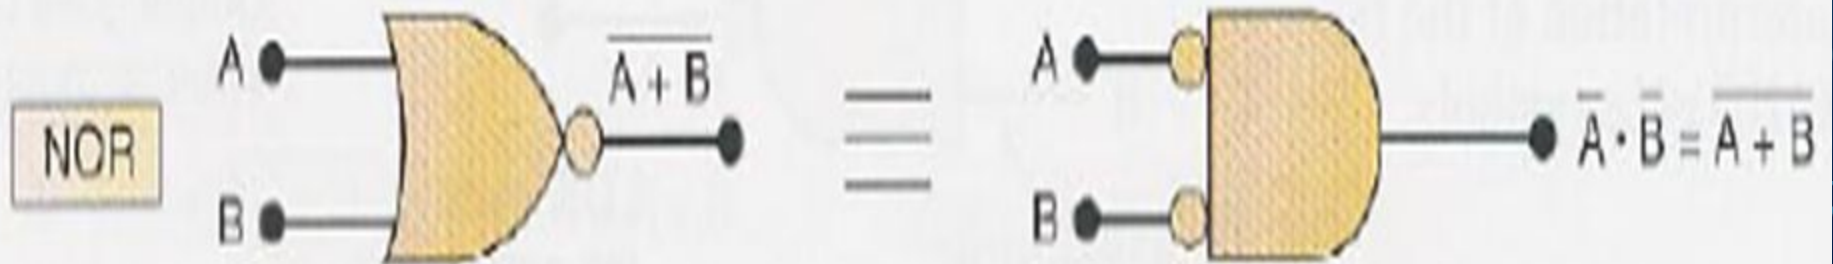 NOR
A
B
A̅ ̅+̅ ̅B̅
A
B
A̅ · B̅ = A̅ ̅+̅ ̅B̅